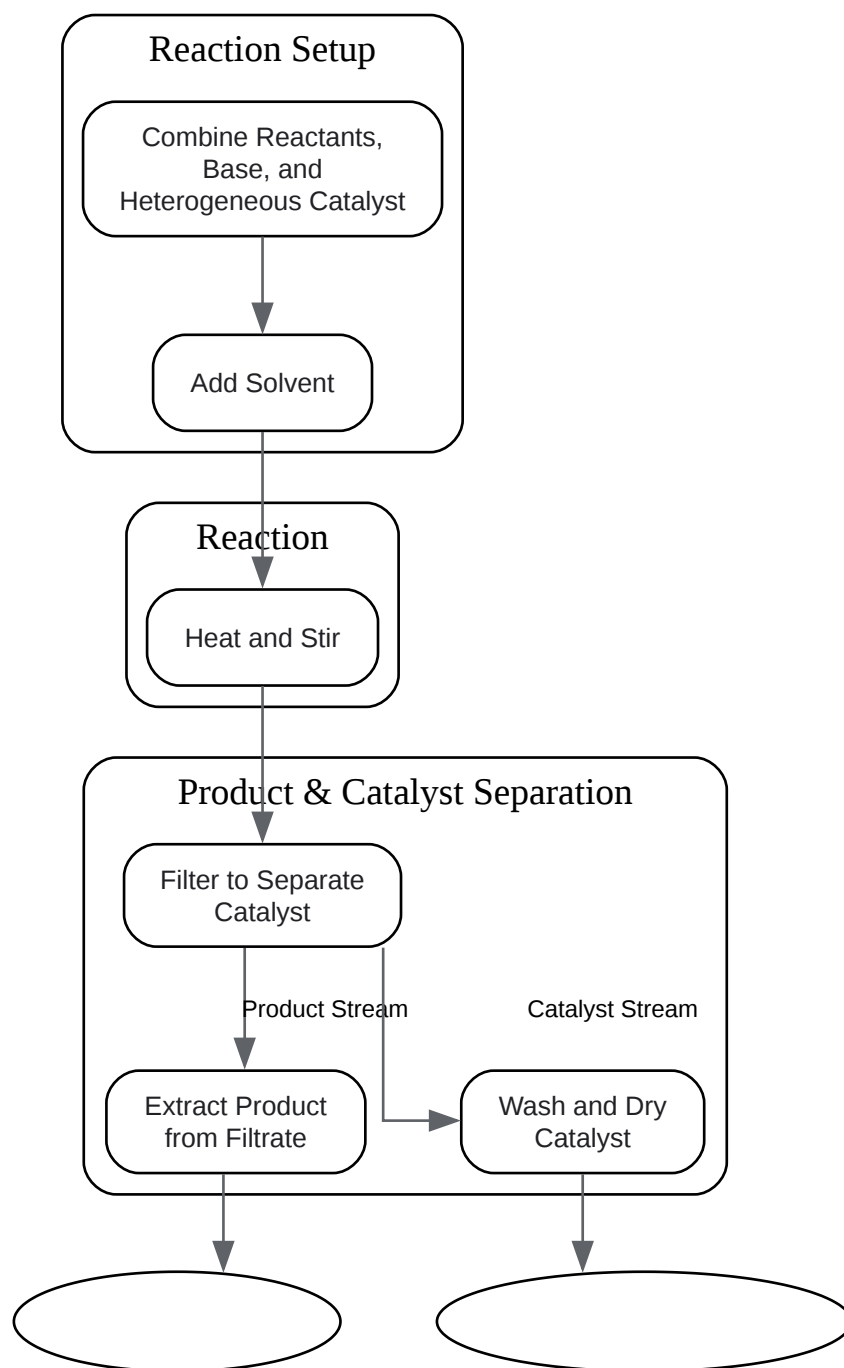 Reaction Setup
Combine Reactants,
Base, and
Heterogeneous Catalyst
Add Solvent
Reaction
Heat and Stir
Product & Catalyst Separation
Filter to Separate
Catalyst
Product Stream
Catalyst Stream
Extract Product
from Filtrate
Wash and Dry
Catalyst